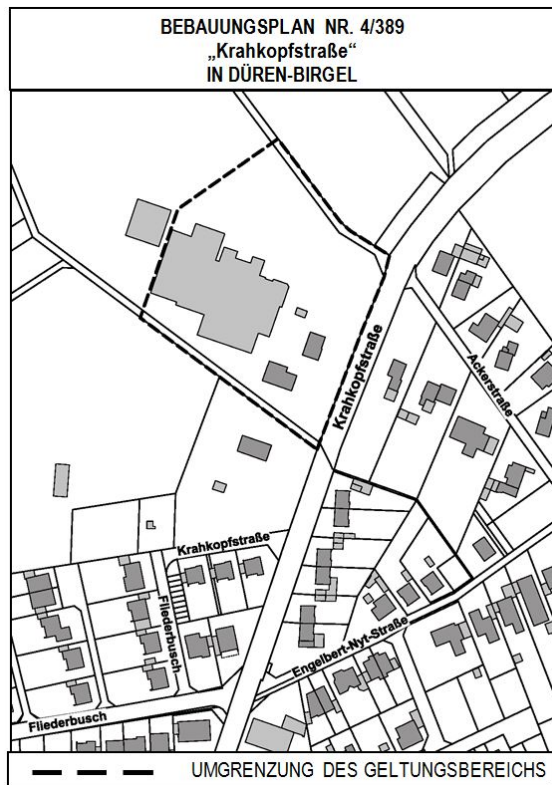 BEBAUUNGSPLAN NR. 4/389
„Krahkopfstraße“
IN DÜREN-BIRGEL
Krahkopfstraße
Ackerstraße
Krahkopfstraße
Fliederbusch
Engelbert-Nyt-Straße
Fliederbusch
UMGRENZUNG DES GELTUNGSBEREICHS